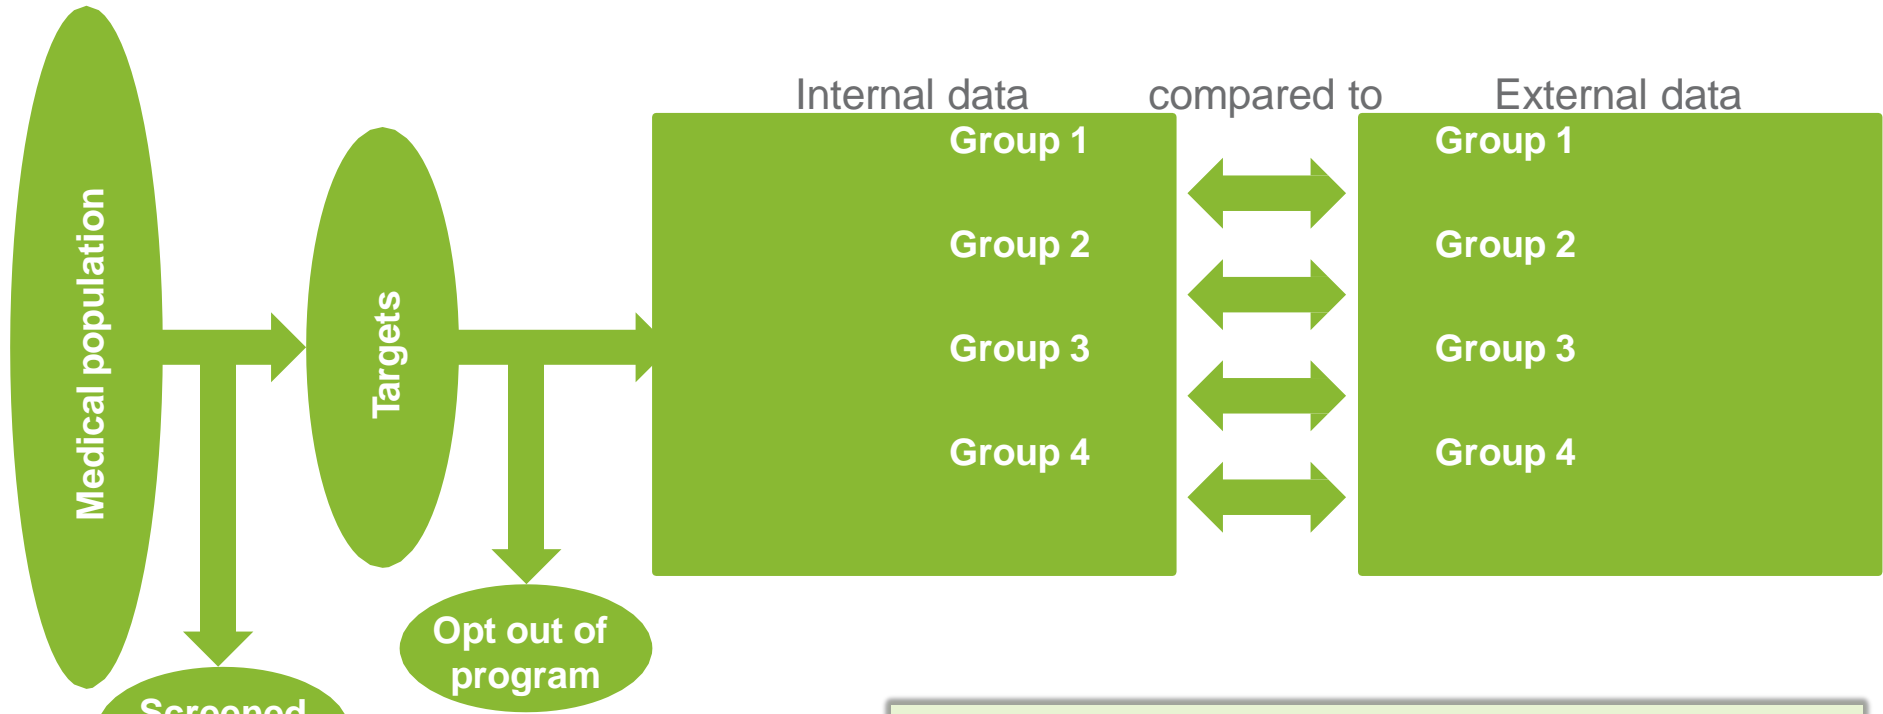 Internal data compared to External data
Medical population
Targets
Group 1
Group 2
Group 3
Group 4
Group 1
Group 2
Group 3
Group 4
Opt out of
program
Screened